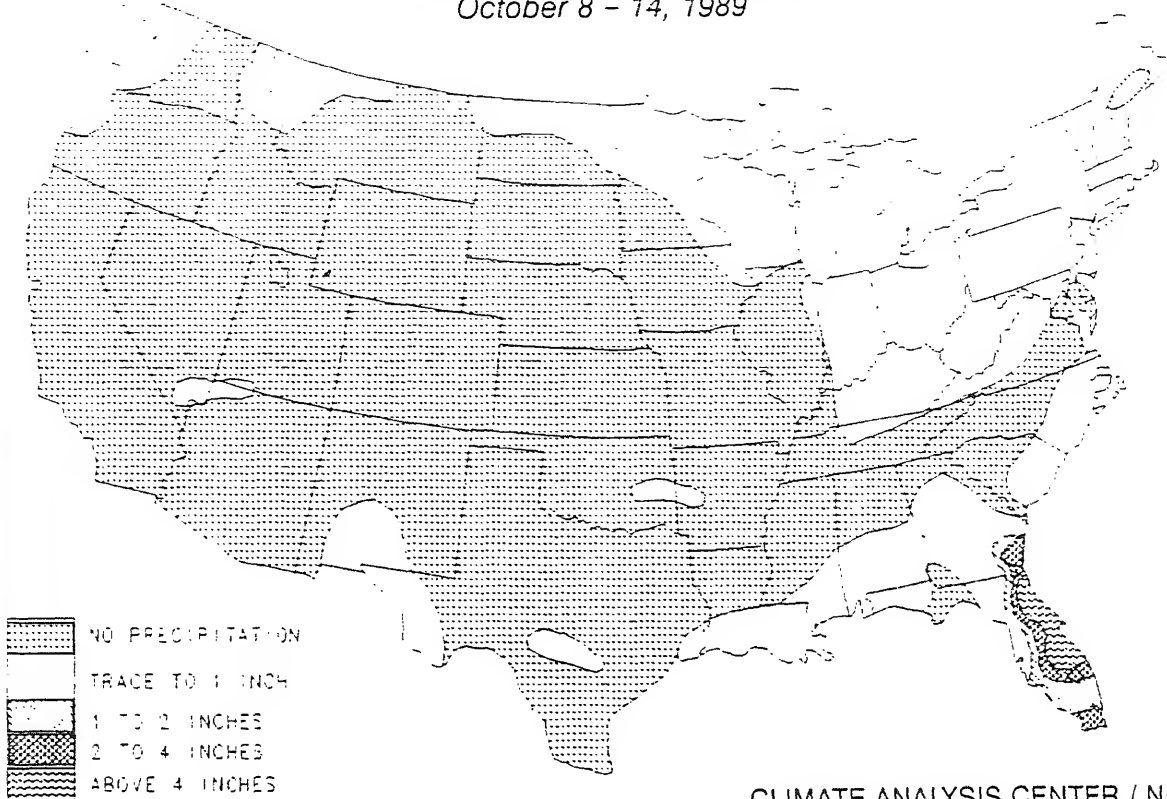 October 8 – 14, 1989
NO PRECIPITATION
TRACE TO 1 INCH
1 TO 2 INCHES
2 TO 4 INCHES
ABOVE 4 INCHES
CLIMATE ANALYSIS CENTER /